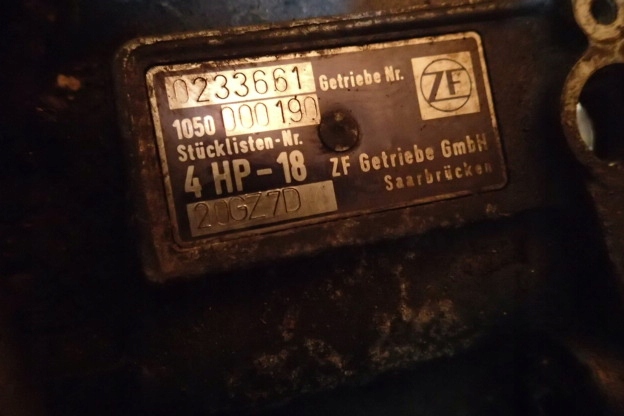 0233661 Getriebe Nr. ZF
1050 000190
Stücklisten-Nr.
4 HP-18 ZF Getriebe GmbH
Saarbrücken
20GZ7D